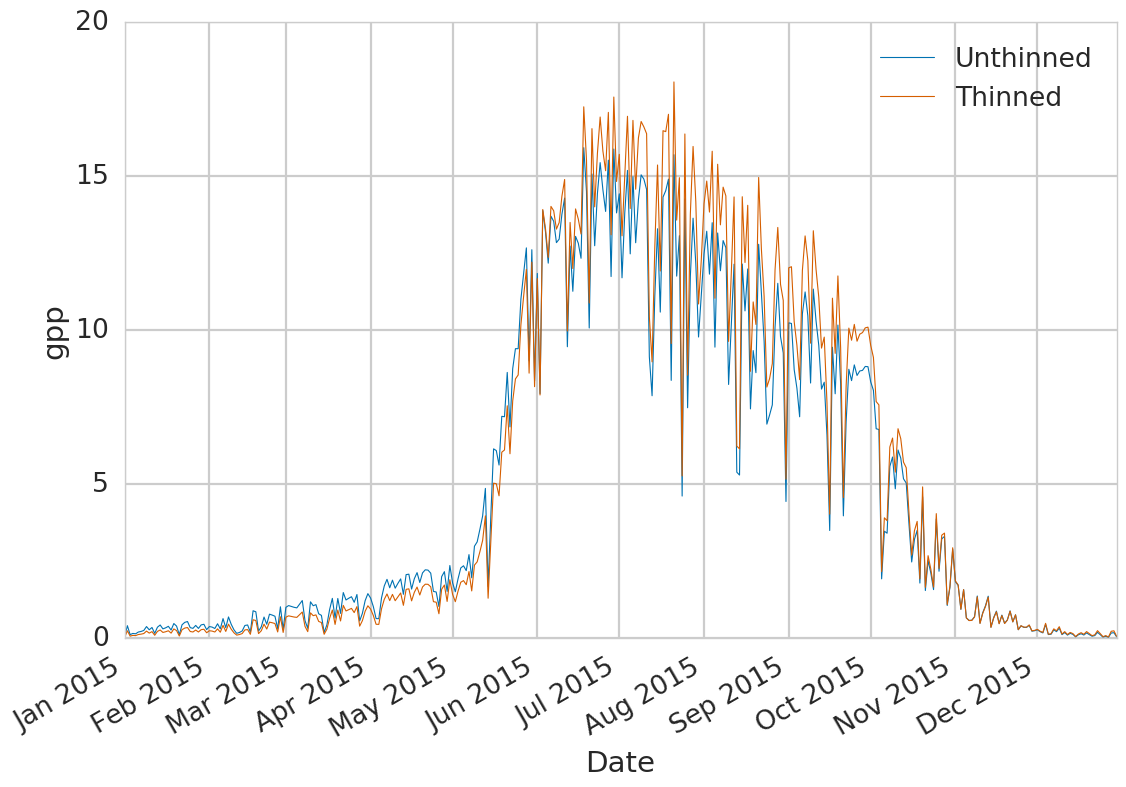 20
Unthinned
Thinned
15
gpp
10
5
0
Jan 2015
Feb 2015
Mar 2015
Apr 2015
May 2015
Jun 2015
Jul 2015
Aug 2015
Sep 2015
Oct 2015
Nov 2015
Dec 2015
Date